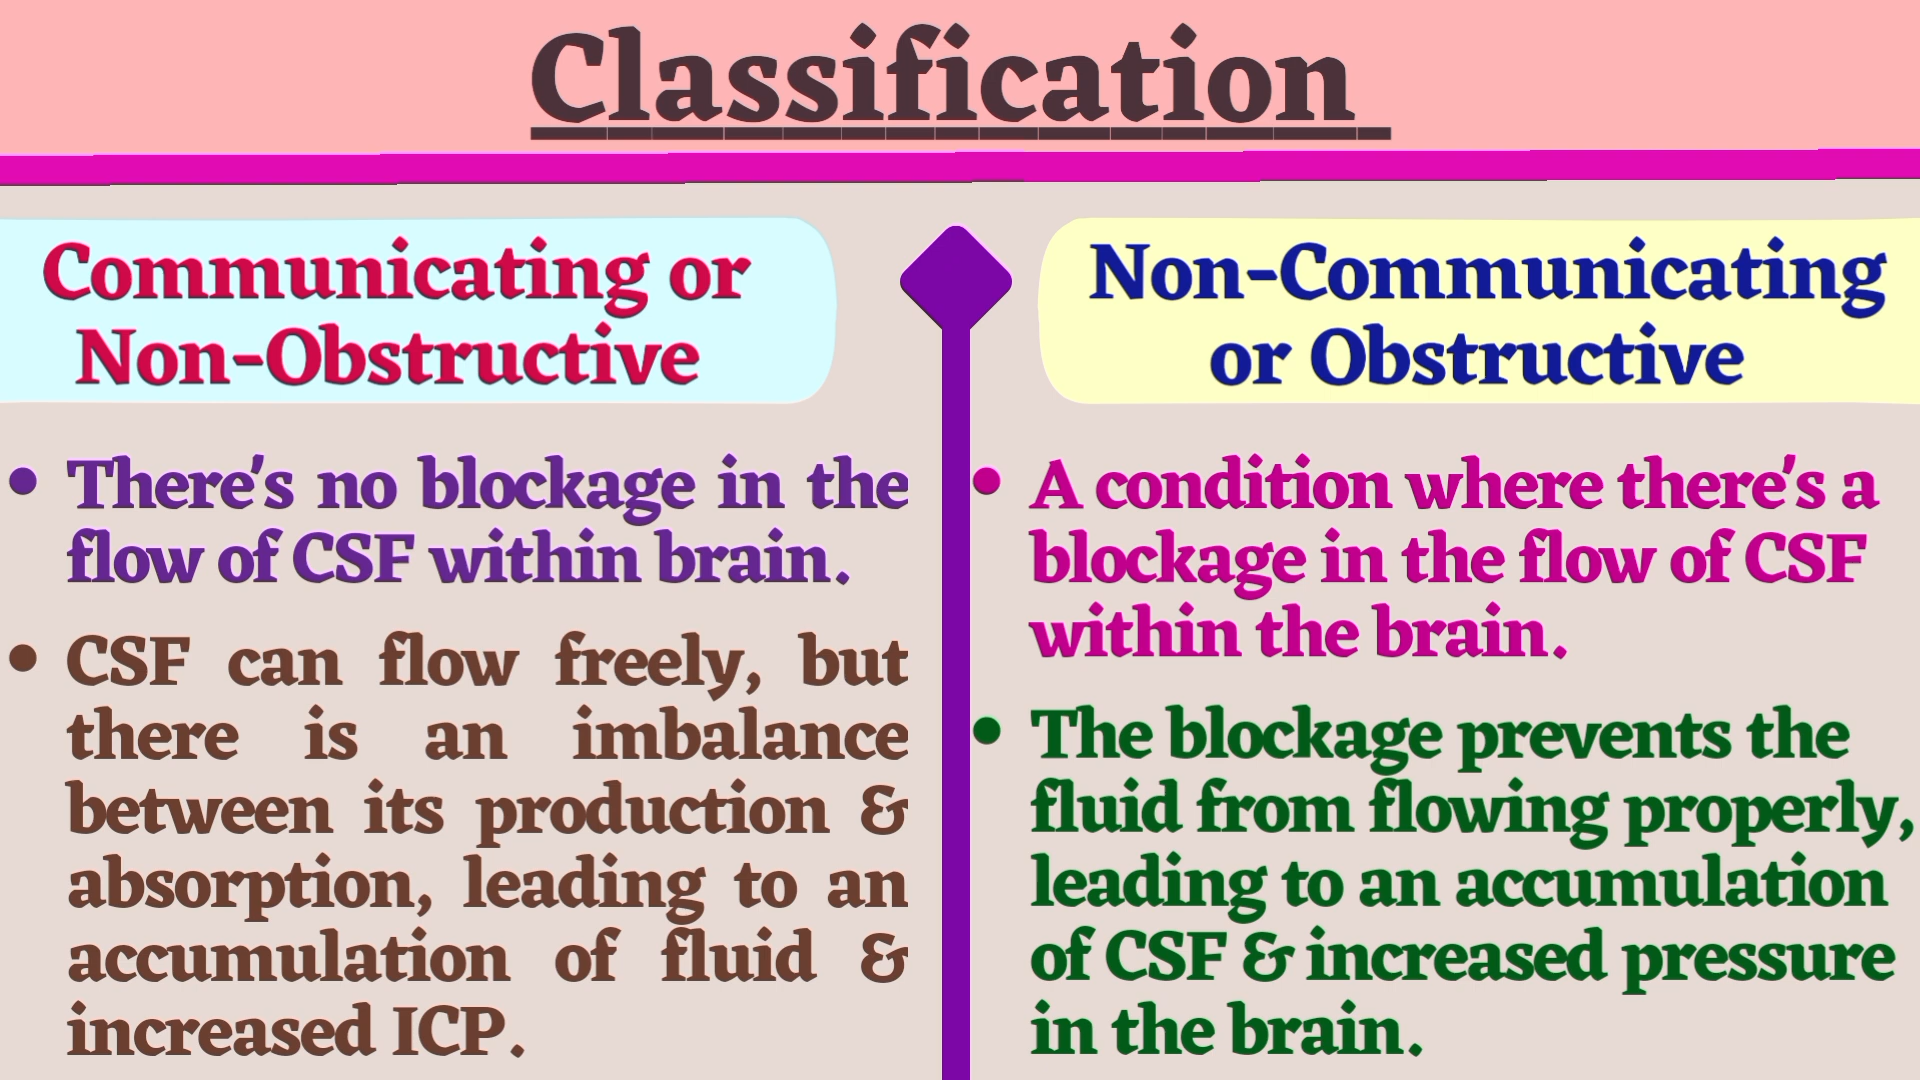 Classification
Communicating or
Non-Obstructive
• There's no blockage in the
flow of CSF within brain.
• CSF can flow freely, but
there is an imbalance
between its production &
absorption, leading to an
accumulation of fluid &
increased ICP.
Non-Communicating
or Obstructive
• A condition where there's a
blockage in the flow of CSF
within the brain.
• The blockage prevents the
fluid from flowing properly,
leading to an accumulation
of CSF & increased pressure
in the brain.